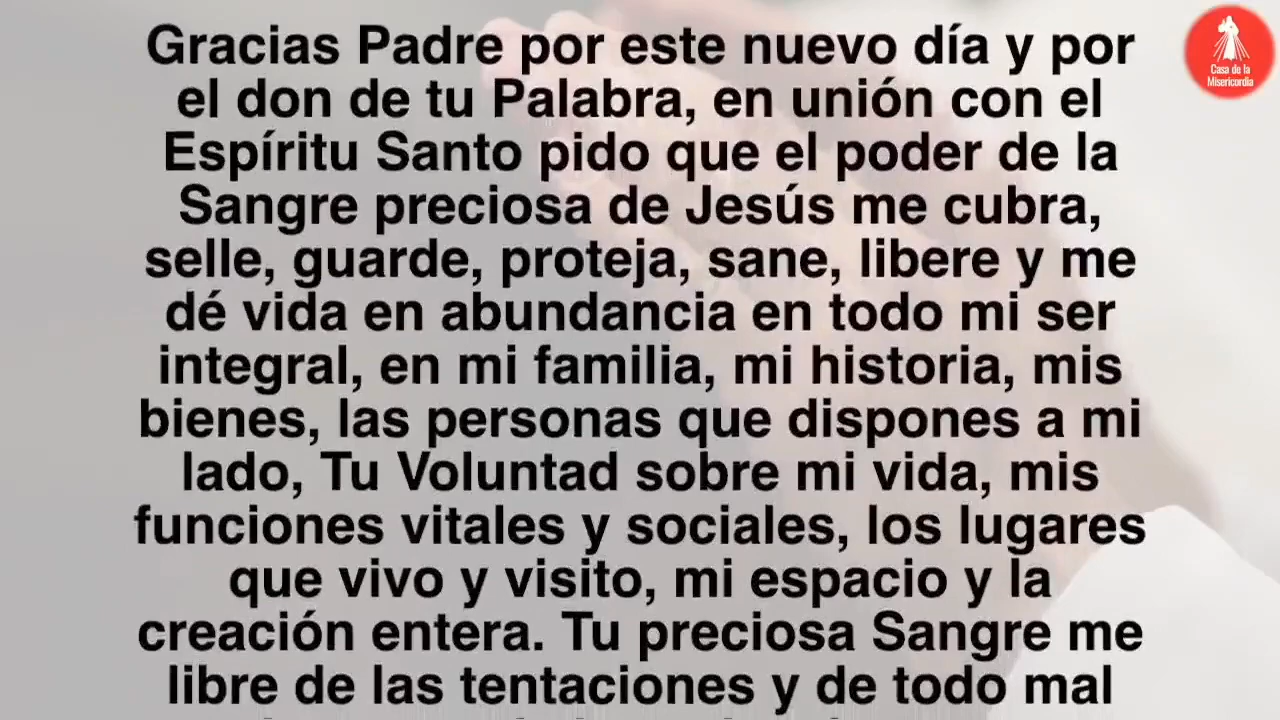 Gracias Padre por este nuevo día y por
el don de tu Palabra, en unión con el
Espíritu Santo pido que el poder de la
Sangre preciosa de Jesús me cubra,
selle, guarde, proteja, sane, libere y me
dé vida en abundancia en todo mi ser
integral, en mi familia, mi historia, mis
bienes, las personas que dispones a mi
lado, Tu Voluntad sobre mi vida, mis
funciones vitales y sociales, los lugares
que vivo y visito, mi espacio y la
creación entera. Tu preciosa Sangre me
libre de las tentaciones y de todo mal
Casa de la
Misericordia